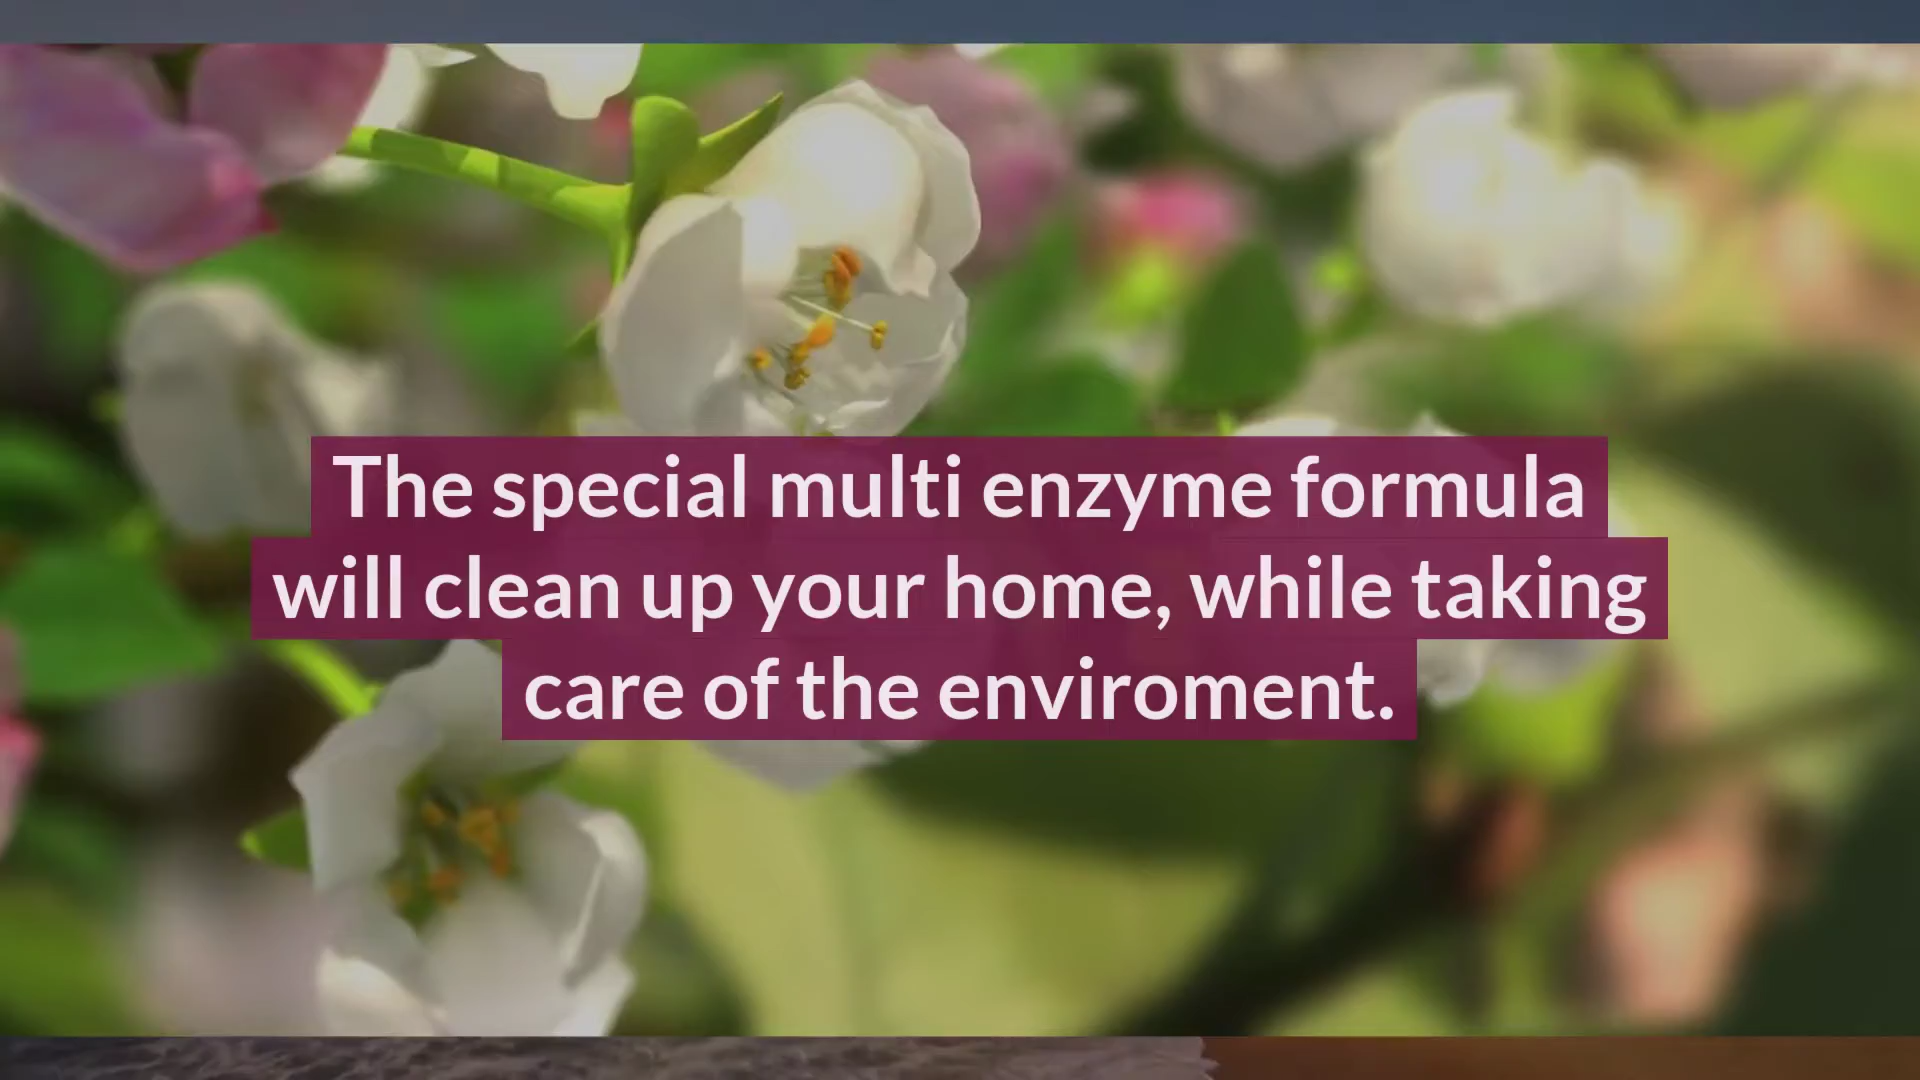 The special multi enzyme formula
will clean up your home, while taking
care of the enviroment.